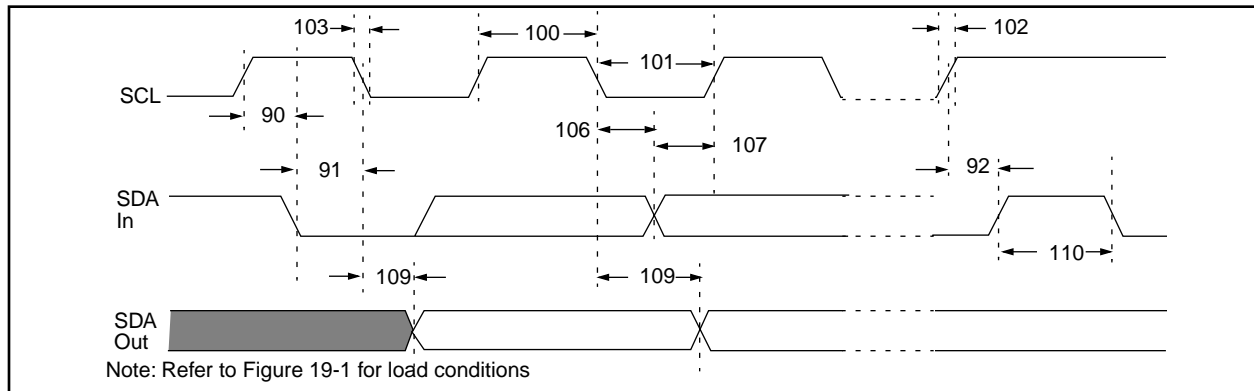 103
100
102
101
SCL
90
106
107
91
92
SDA
In
109
109
110
SDA
Out
Note: Refer to Figure 19-1 for load conditions